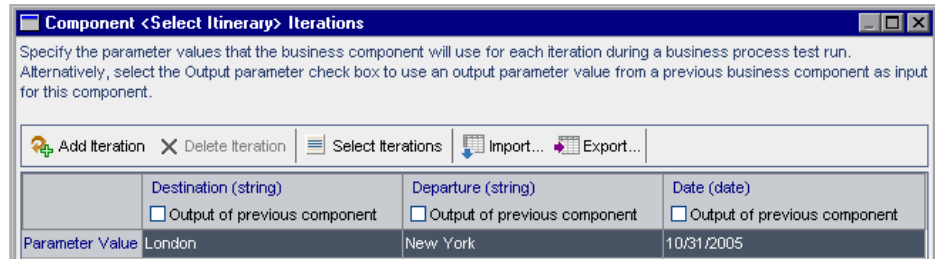 Component <Select Itinerary> Iterations
Specify the parameter values that the business component will use for each iteration during a business process test run.
Alternatively, select the Output parameter check box to use an output parameter value from a previous business component as input
for this component.
Add Iteration Delete Iteration Select Iterations Import... Export...
Destination (string) Departure (string) Date (date)
Output of previous component Output of previous component Output of previous component
Parameter Value London New York 10/31/2005